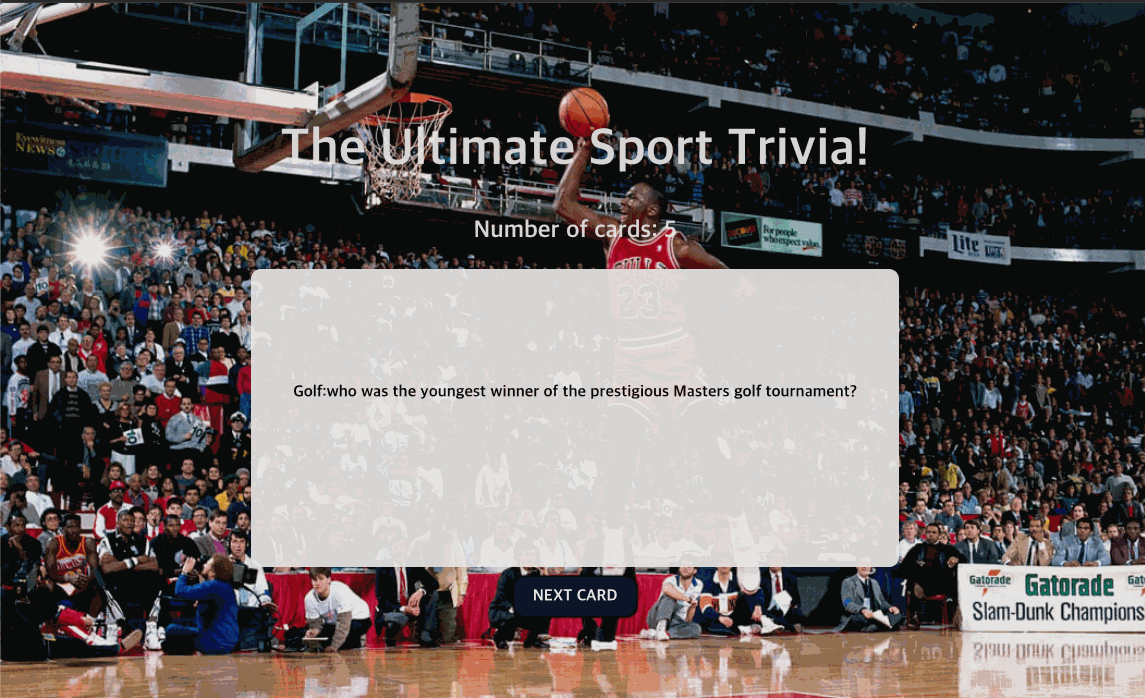 The Ultimate Sport Trivia!
Number of cards: 5
Golf:who was the youngest winner of the prestigious Masters golf tournament?
NEXT CARD
Eyewitness
NEWS
For people
who expect value.
Lite
BULLS
23
Gatorade
Gatorade
Slam-Dunk Champions